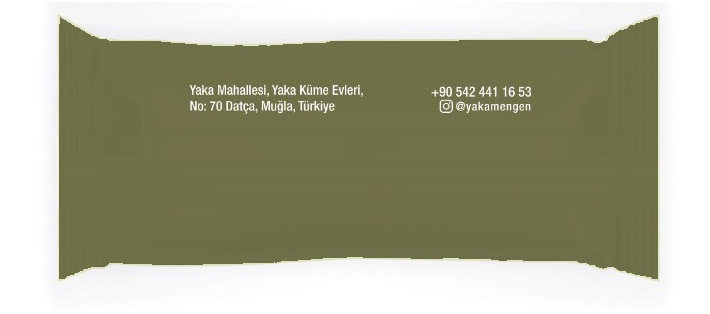 Yaka Mahallesi, Yaka Küme Evleri,
No: 70 Datça, Muğla, Türkiye
+90 542 441 16 53
@yakamengen